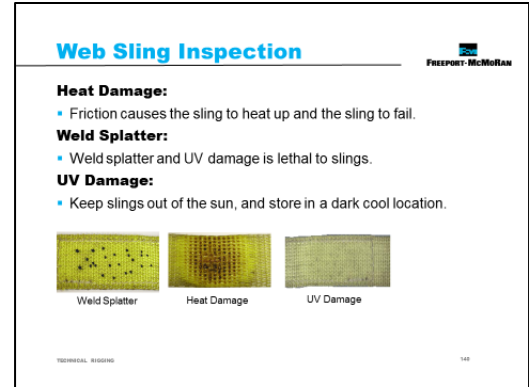 Web Sling Inspection
FCX
FREEPORT-MCMORAN
Heat Damage:
▪ Friction causes the sling to heat up and the sling to fail.
Weld Splatter:
▪ Weld splatter and UV damage is lethal to slings.
UV Damage:
▪ Keep slings out of the sun, and store in a dark cool location.
Weld Splatter Heat Damage UV Damage
TECHNICAL RIGGING 149